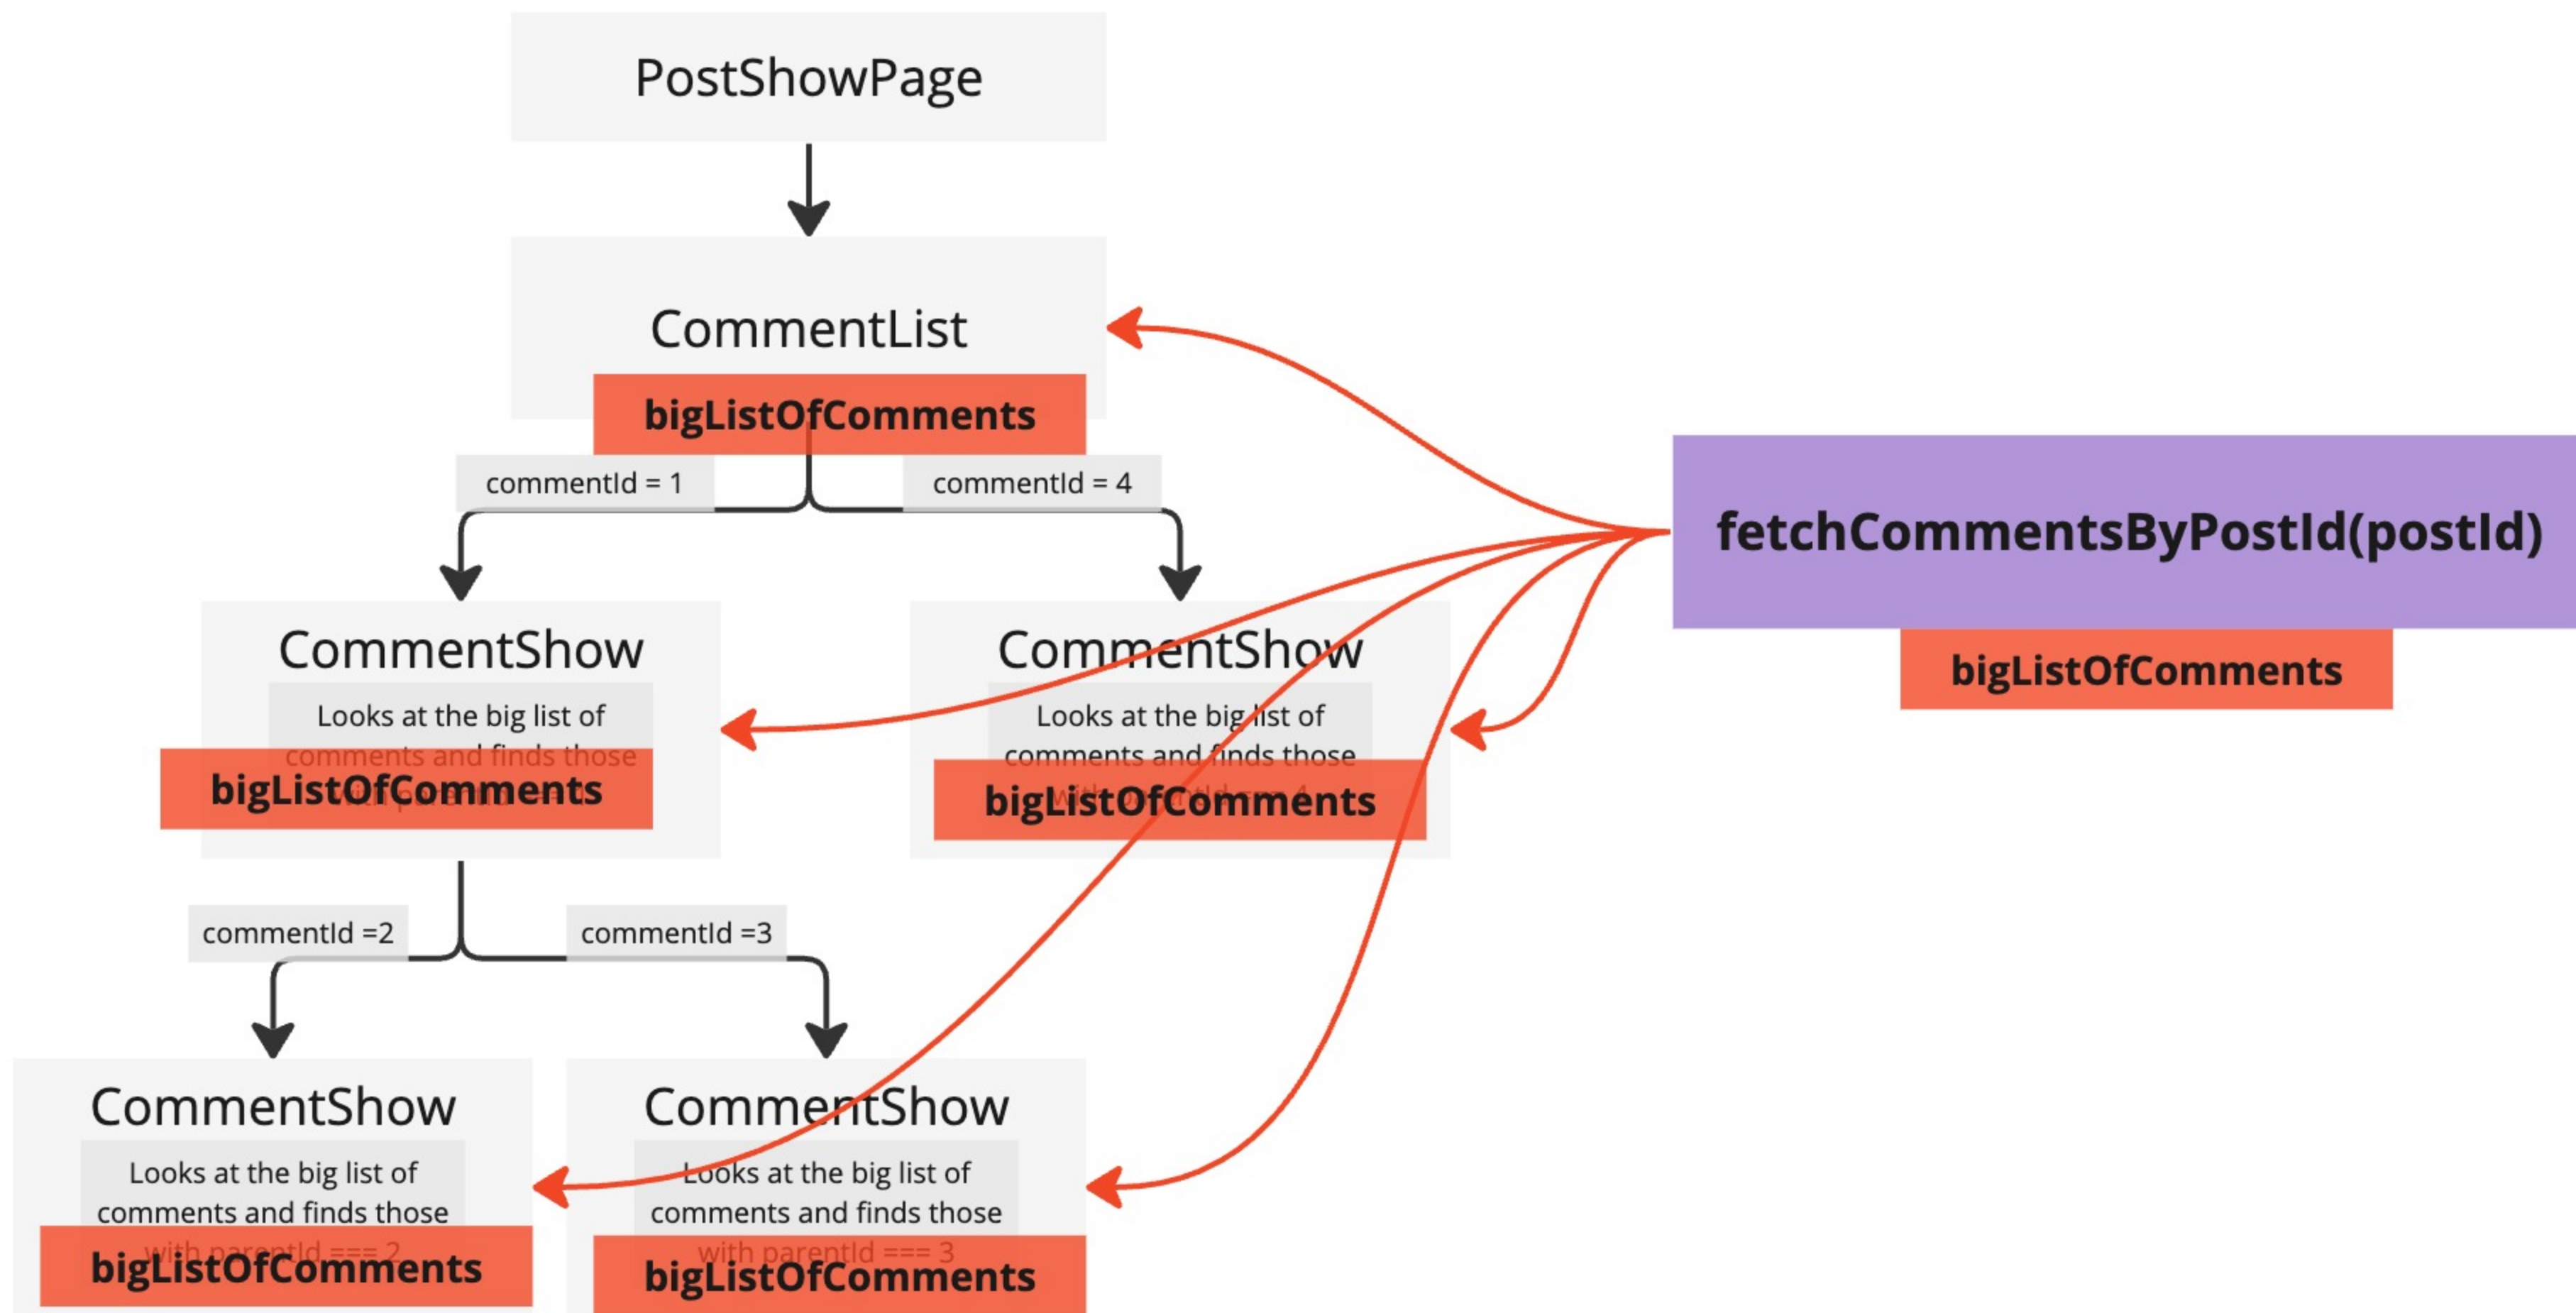 PostShowPage
CommentList
bigListOfComments
commentId = 1
commentId = 4
fetchCommentsByPostId(postId)
bigListOfComments
CommentShow
Looks at the big list of
comments and finds those
bigListOfComments
CommentShow
Looks at the big list of
comments and finds those
with parentId === 4
bigListOfComments
commentId =2
commentId =3
CommentShow
Looks at the big list of
comments and finds those
with parentId === 2
bigListOfComments
CommentShow
Looks at the big list of
comments and finds those
with parentId === 3
bigListOfComments